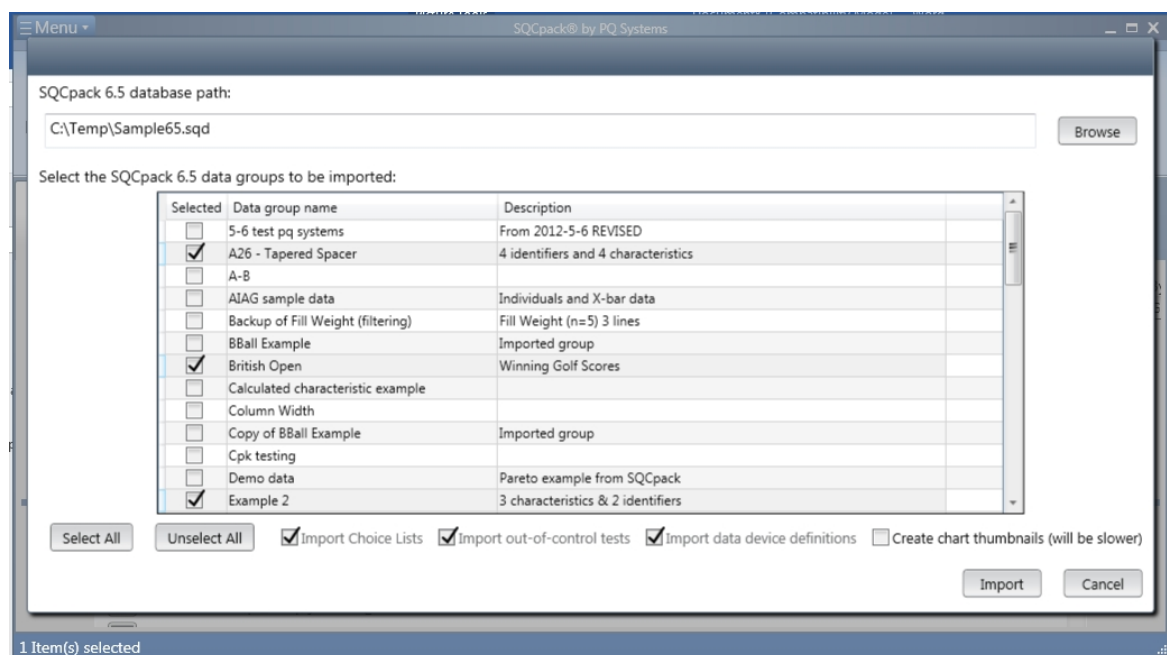 Menu SQCpack® by PQ Systems
SQCpack 6.5 database path:
C:\Temp\Sample65.sqd Browse
Select the SQCpack 6.5 data groups to be imported:
Selected Data group name Description
5-6 test pq systems From 2012-5-6 REVISED
A26 - Tapered Spacer 4 identifiers and 4 characteristics
A-B
AIAG sample data Individuals and X-bar data
Backup of Fill Weight (filtering) Fill Weight (n=5) 3 lines
BBall Example Imported group
British Open Winning Golf Scores
Calculated characteristic example
Column Width
Copy of BBall Example Imported group
Cpk testing
Demo data Pareto example from SQCpack
Example 2 3 characteristics & 2 identifiers
Select All Unselect All Import Choice Lists Import out-of-control tests Import data device definitions Create chart thumbnails (will be slower)
Import Cancel
1 Item(s) selected